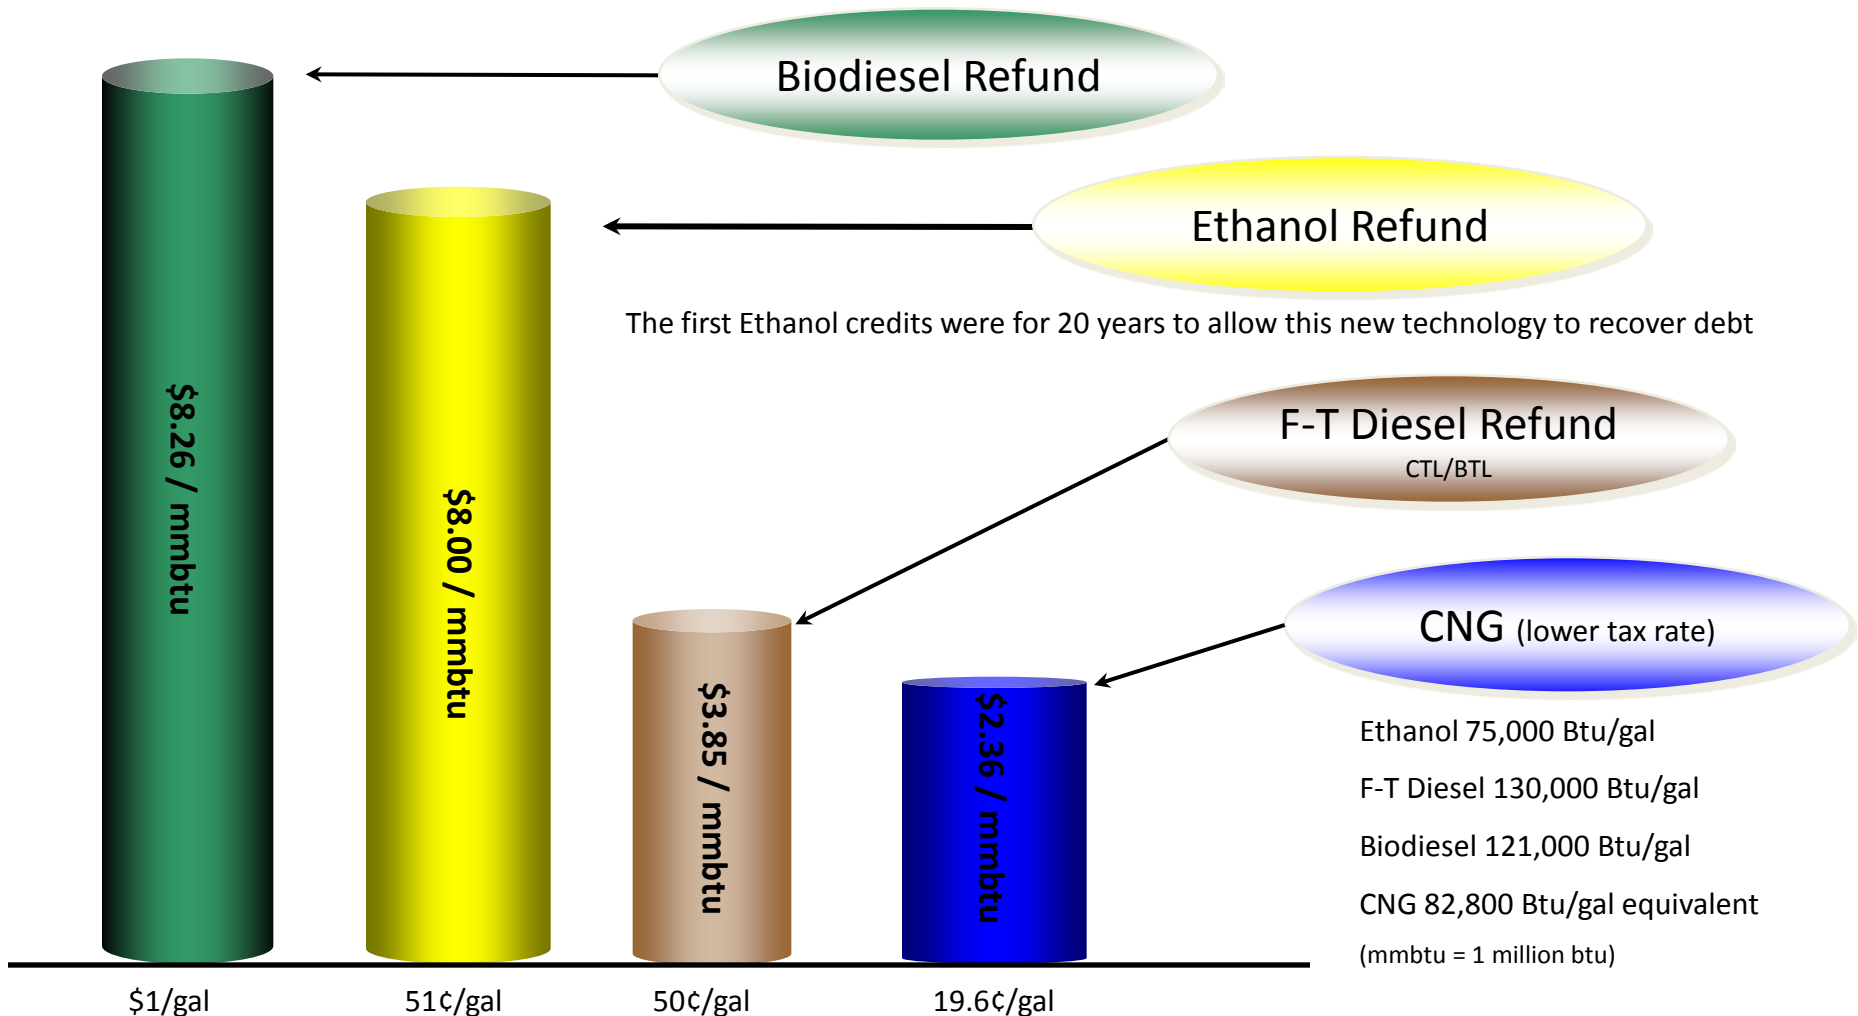 Biodiesel Refund
Ethanol Refund
The first Ethanol credits were for 20 years to allow this new technology to recover debt
F-T Diesel Refund
CTL/BTL
CNG (lower tax rate)
$8.26 / mmbtu
$8.00 / mmbtu
$3.85 / mmbtu
$2.36 / mmbtu
Ethanol 75,000 Btu/gal
F-T Diesel 130,000 Btu/gal
Biodiesel 121,000 Btu/gal
CNG 82,800 Btu/gal equivalent
(mmbtu = 1 million btu)
$1/gal
51¢/gal
50¢/gal
19.6¢/gal